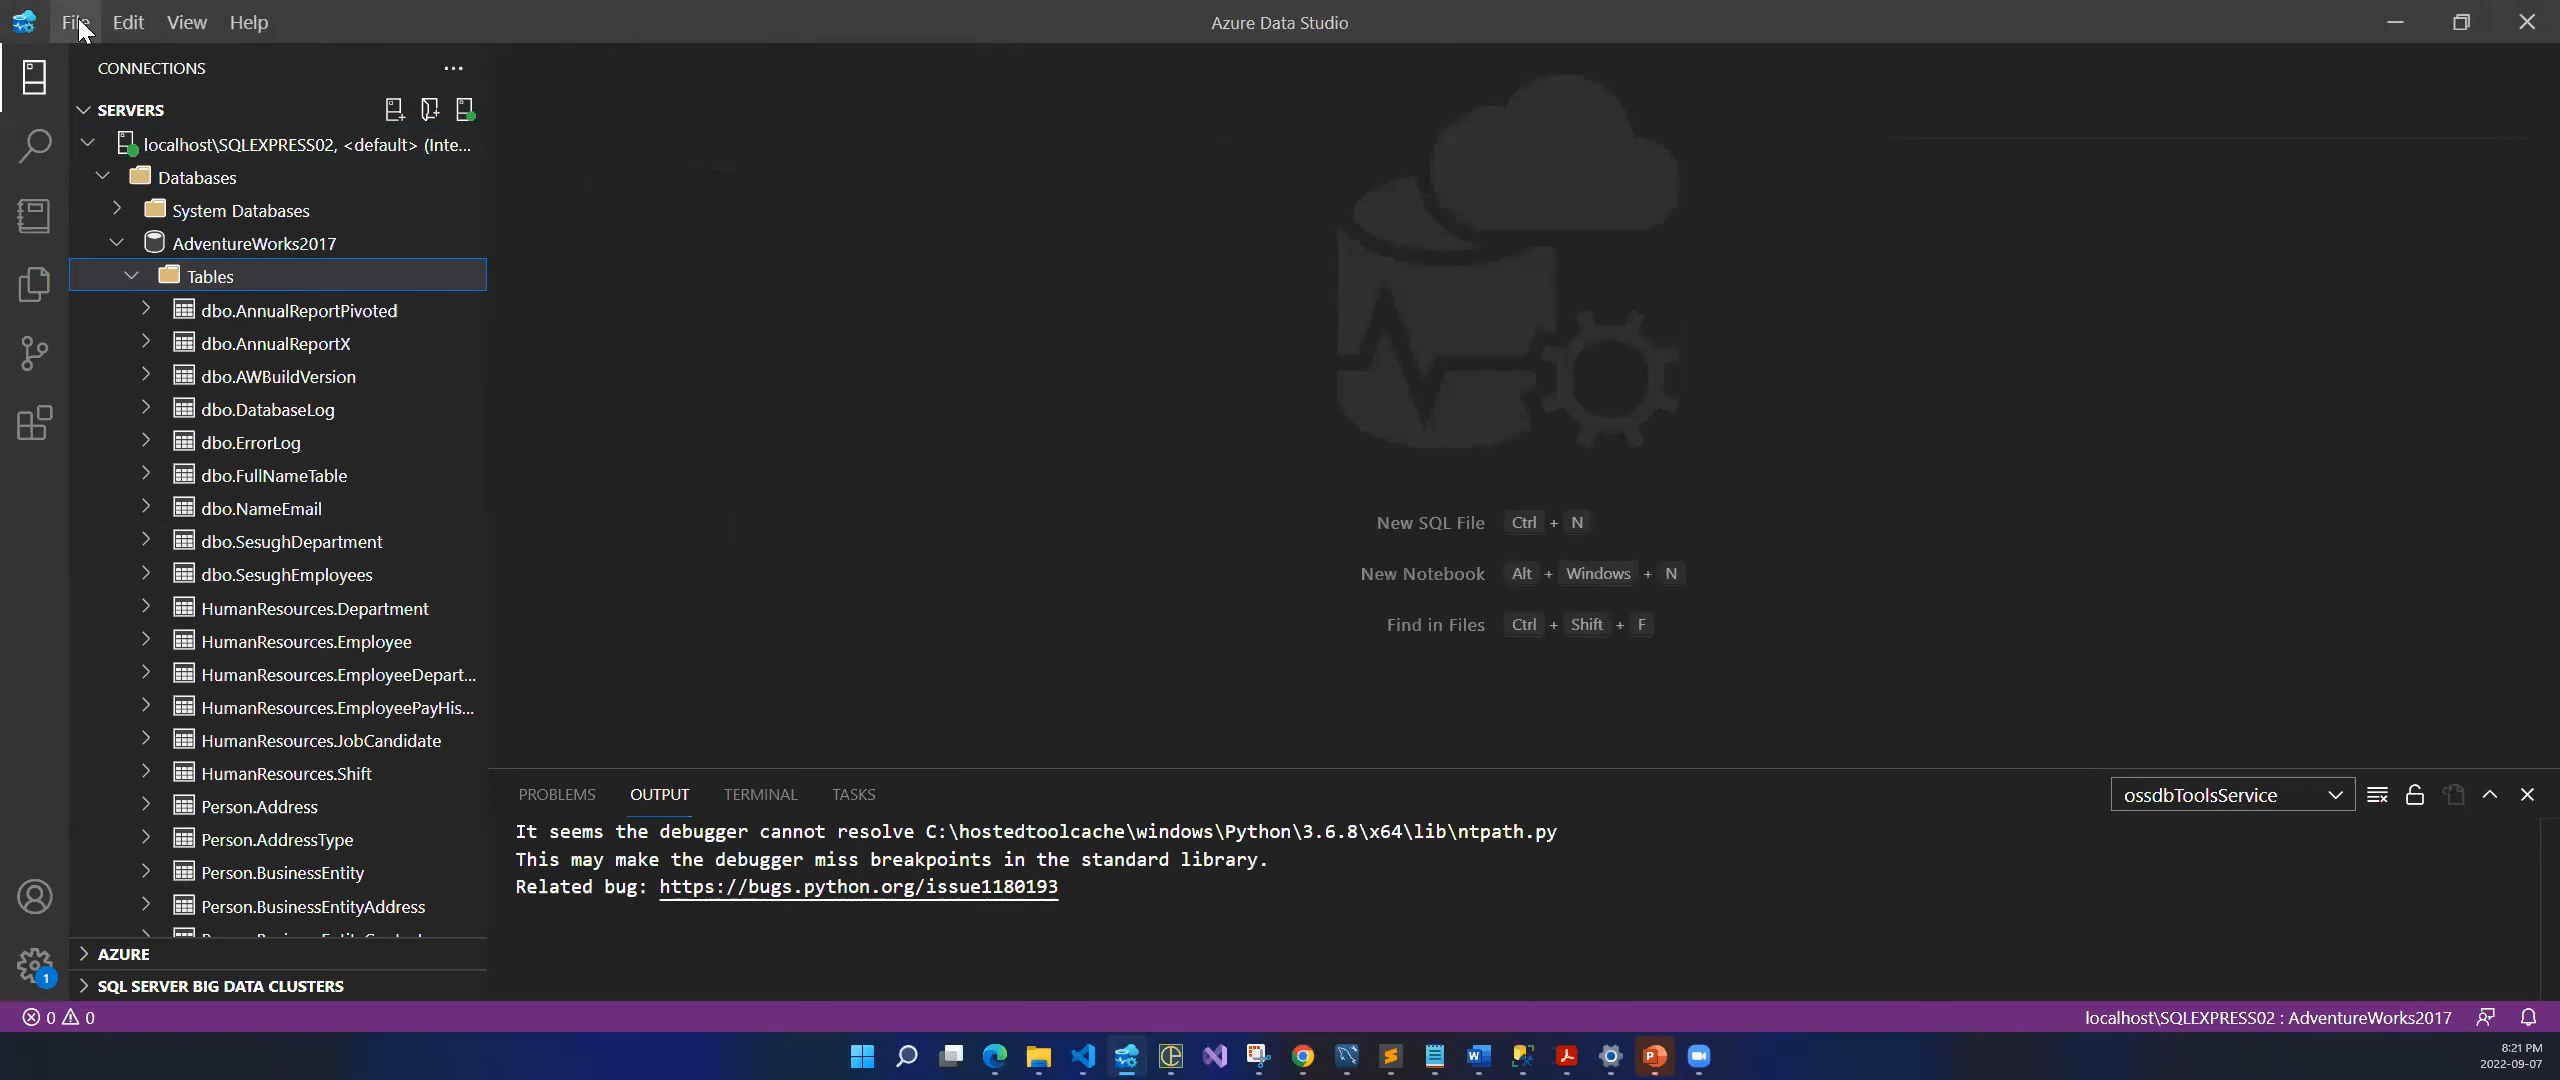 File Edit View Help
Azure Data Studio
CONNECTIONS
SERVERS
localhost\SQLEXPRESS02, <default> (Inte...
Databases
System Databases
AdventureWorks2017
Tables
dbo.AnnualReportPivoted
dbo.AnnualReportX
dbo.AWBuildVersion
dbo.DatabaseLog
dbo.ErrorLog
dbo.FullNameTable
dbo.NameEmail
dbo.SesughDepartment
dbo.SesughEmployees
HumanResources.Department
HumanResources.Employee
HumanResources.EmployeeDepart...
HumanResources.EmployeePayHis...
HumanResources.JobCandidate
HumanResources.Shift
Person.Address
Person.AddressType
Person.BusinessEntity
Person.BusinessEntityAddress
AZURE
SQL SERVER BIG DATA CLUSTERS
New SQL File Ctrl + N
New Notebook Alt + Windows + N
Find in Files Ctrl + Shift + F
PROBLEMS OUTPUT TERMINAL TASKS
ossdbToolsService
It seems the debugger cannot resolve C:\hostedtoolcache\windows\Python\3.6.8\x64\lib\ntpath.py
This may make the debugger miss breakpoints in the standard library.
Related bug: https://bugs.python.org/issue1180193
1
0 0
localhost\SQLEXPRESS02 : AdventureWorks2017
8:21 PM
2022-09-07